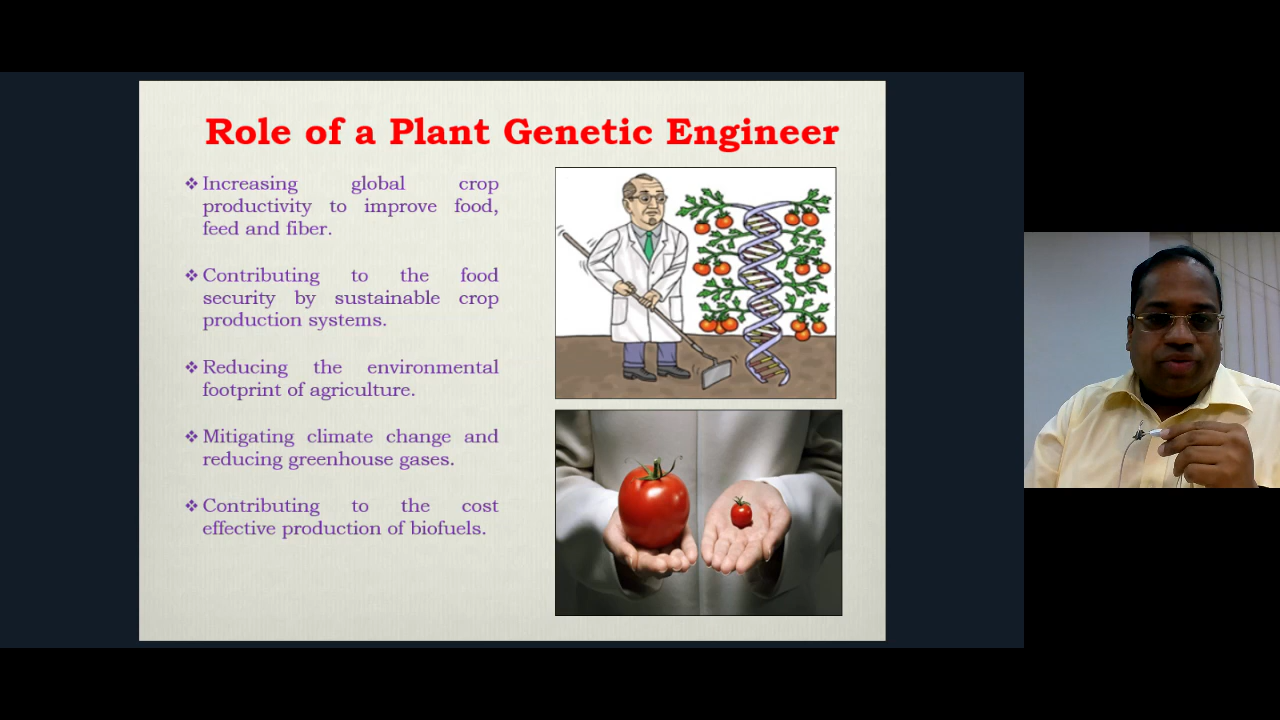 Role of a Plant Genetic Engineer
❖Increasing global crop
productivity to improve food,
feed and fiber.
❖Contributing to the food
security by sustainable crop
production systems.
❖Reducing the environmental
footprint of agriculture.
❖Mitigating climate change and
reducing greenhouse gases.
❖Contributing to the cost
effective production of biofuels.